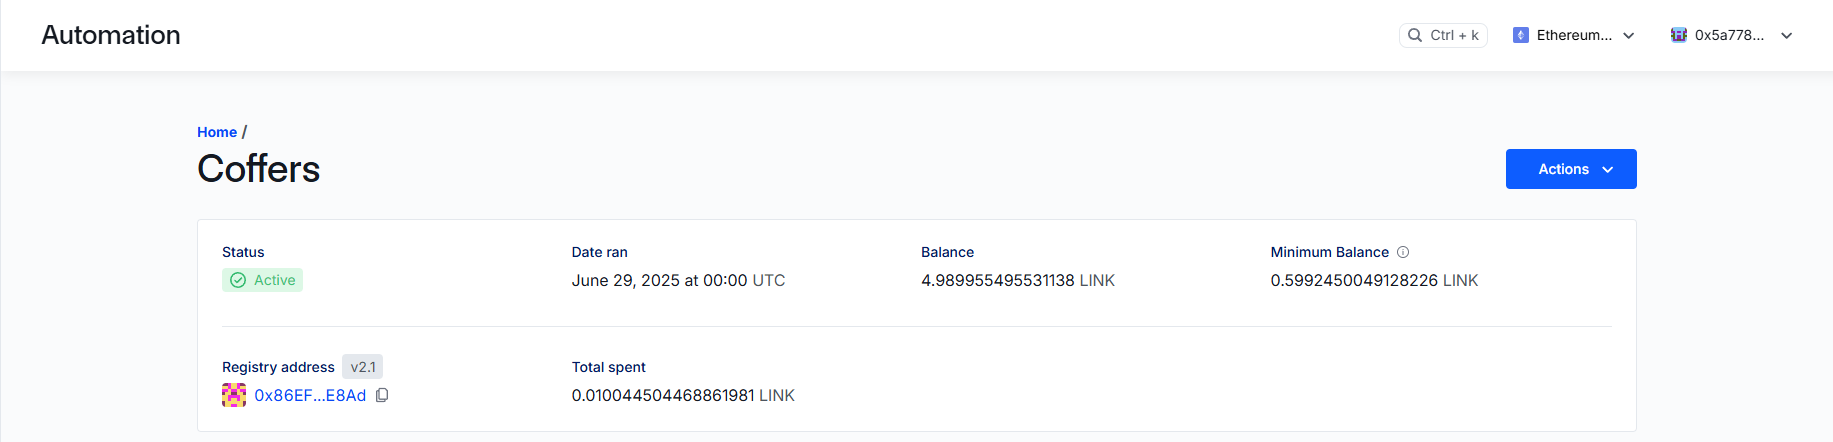 Automation
Ctrl + k
Ethereum...
0x5a778...
Home /
Coffers
Actions
Status
Date ran
Balance
Minimum Balance
Active
June 29, 2025 at 00:00 UTC
4.989955495531138 LINK
0.5992450049128226 LINK
Registry address v2.1
Total spent
0x86EF...E8Ad
0.010044504468861981 LINK